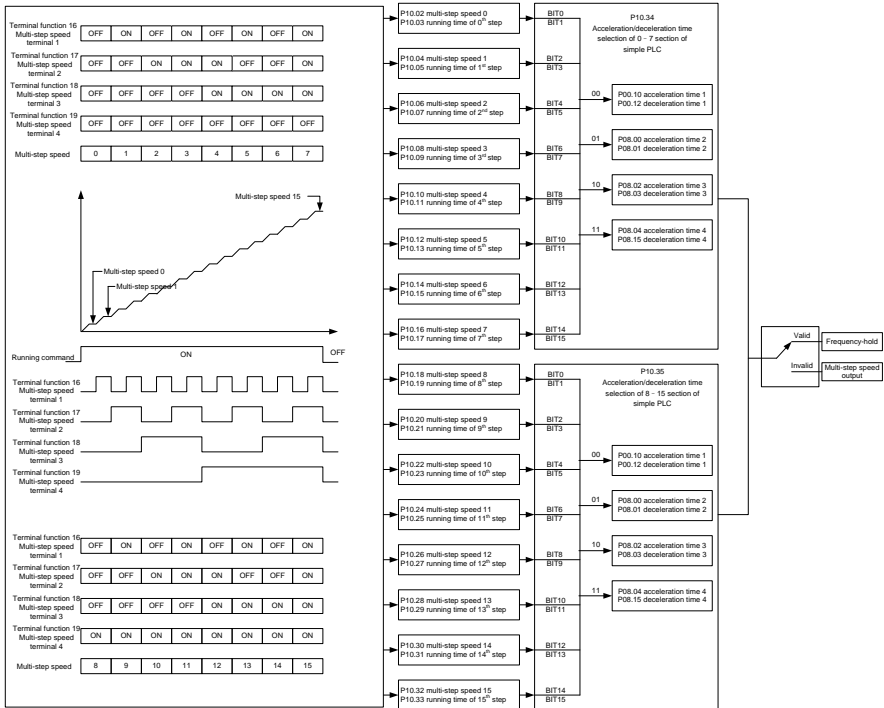 Terminal function 16
Multi-step speed
terminal 1
OFF ON OFF ON OFF ON OFF ON
Terminal function 17
Multi-step speed
terminal 2
OFF OFF ON ON OFF OFF ON ON
Terminal function 18
Multi-step speed
terminal 3
OFF OFF OFF OFF ON ON ON ON
Terminal function 19
Multi-step speed
terminal 4
OFF OFF OFF OFF OFF OFF OFF OFF
Multi-step speed
0 1 2 3 4 5 6 7
Multi-step speed 15
Multi-step speed 0
Multi-step speed 1
Running command
ON
OFF
Terminal function 16
Multi-step speed
terminal 1
Terminal function 17
Multi-step speed
terminal 2
Terminal function 18
Multi-step speed
terminal 3
Terminal function 19
Multi-step speed
terminal 4
Terminal function 16
Multi-step speed
terminal 1
OFF ON OFF ON OFF ON OFF ON
Terminal function 17
Multi-step speed
terminal 2
OFF OFF ON ON OFF OFF ON ON
Terminal function 18
Multi-step speed
terminal 3
OFF OFF OFF OFF ON ON ON ON
Terminal function 19
Multi-step speed
terminal 4
ON ON ON ON ON ON ON ON
Multi-step speed
8 9 10 11 12 13 14 15
P10.02 multi-step speed 0
P10.03 running time of 0th step
P10.04 multi-step speed 1
P10.05 running time of 1st step
P10.06 multi-step speed 2
P10.07 running time of 2nd step
P10.08 multi-step speed 3
P10.09 running time of 3rd step
P10.10 multi-step speed 4
P10.11 running time of 4th step
P10.12 multi-step speed 5
P10.13 running time of 5th step
P10.14 multi-step speed 6
P10.15 running time of 6th step
P10.16 multi-step speed 7
P10.17 running time of 7th step
P10.18 multi-step speed 8
P10.19 running time of 8th step
P10.20 multi-step speed 9
P10.21 running time of 9th step
P10.22 multi-step speed 10
P10.23 running time of 10th step
P10.24 multi-step speed 11
P10.25 running time of 11th step
P10.26 multi-step speed 12
P10.27 running time of 12th step
P10.28 multi-step speed 13
P10.29 running time of 13th step
P10.30 multi-step speed 14
P10.31 running time of 14th step
P10.32 multi-step speed 15
P10.33 running time of 15th step
BIT0
BIT1
BIT2
BIT3
BIT4
BIT5
BIT6
BIT7
BIT8
BIT9
BIT10
BIT11
BIT12
BIT13
BIT14
BIT15
P10.34
Acceleration/deceleration time
selection of 0 - 7 section of
simple PLC
00
P00.10 acceleration time 1
P00.12 deceleration time 1
01
P08.00 acceleration time 2
P08.01 deceleration time 2
10
P08.02 acceleration time 3
P08.03 deceleration time 3
11
P08.04 acceleration time 4
P08.15 deceleration time 4
BIT0
BIT1
BIT2
BIT3
BIT4
BIT5
BIT6
BIT7
BIT8
BIT9
BIT10
BIT11
BIT12
BIT13
BIT14
BIT15
P10.35
Acceleration/deceleration time
selection of 8 - 15 section of
simple PLC
00
P00.10 acceleration time 1
P00.12 deceleration time 1
01
P08.00 acceleration time 2
P08.01 deceleration time 2
10
P08.02 acceleration time 3
P08.03 deceleration time 3
11
P08.04 acceleration time 4
P08.15 deceleration time 4
Valid
Frequency-hold
Invalid
Multi-step speed
output